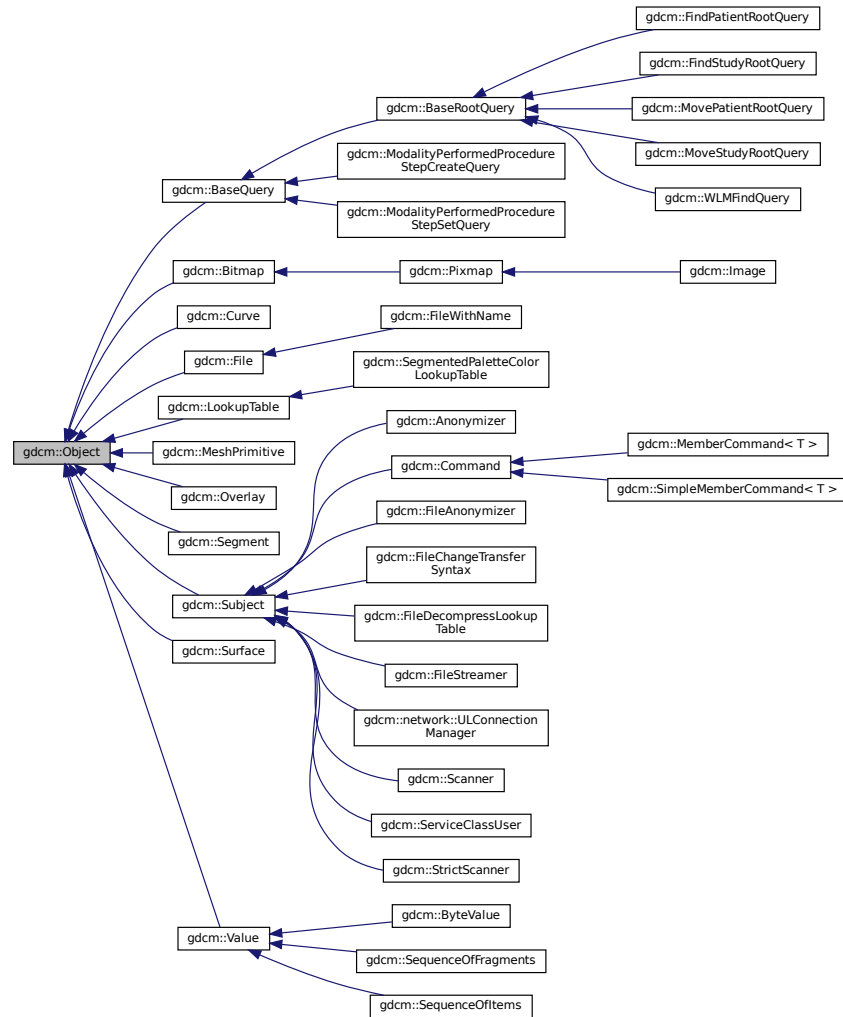 gdcm::FindPatientRootQuery
gdcm::FindStudyRootQuery
gdcm::BaseRootQuery
gdcm::MovePatientRootQuery
gdcm::MoveStudyRootQuery
gdcm::ModalityPerformedProcedure
StepCreateQuery
gdcm::BaseQuery
gdcm::WLMFindQuery
gdcm::ModalityPerformedProcedure
StepSetQuery
gdcm::Bitmap
gdcm::Pixmap
gdcm::Image
gdcm::Curve
gdcm::FileWithName
gdcm::File
gdcm::SegmentedPaletteColor
LookupTable
gdcm::LookupTable
gdcm::Anonymizer
gdcm::Object
gdcm::MeshPrimitive
gdcm::MemberCommand< T >
gdcm::Command
gdcm::SimpleMemberCommand< T >
gdcm::Overlay
gdcm::FileAnonymizer
gdcm::Segment
gdcm::FileChangeTransfer
Syntax
gdcm::Subject
gdcm::FileDecompressLookup
Table
gdcm::Surface
gdcm::FileStreamer
gdcm::network::ULConnection
Manager
gdcm::Scanner
gdcm::ServiceClassUser
gdcm::StrictScanner
gdcm::ByteValue
gdcm::Value
gdcm::SequenceOfFragments
gdcm::SequenceOfItems